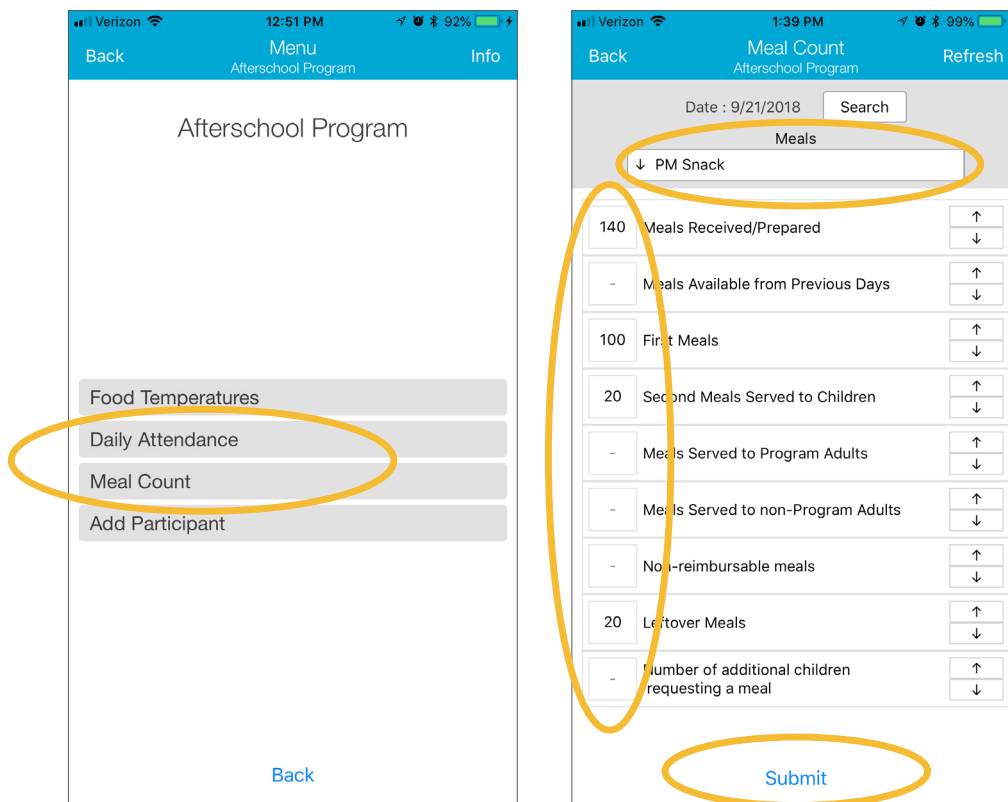 Verizon 12:51 PM 92%
Back Menu Info
Afterschool Program
Afterschool Program
Food Temperatures
Daily Attendance
Meal Count
Add Participant
Back
Verizon 1:39 PM 99%
Back Meal Count Refresh
Afterschool Program
Date : 9/21/2018 Search
Meals
↓ PM Snack
140 Meals Received/Prepared ↑ ↓
- Meals Available from Previous Days ↑ ↓
100 First Meals ↑ ↓
20 Second Meals Served to Children ↑ ↓
- Meals Served to Program Adults ↑ ↓
- Meals Served to non-Program Adults ↑ ↓
- Non-reimbursable meals ↑ ↓
20 Leftover Meals ↑ ↓
- Number of additional children ↑
requesting a meal ↓
Submit